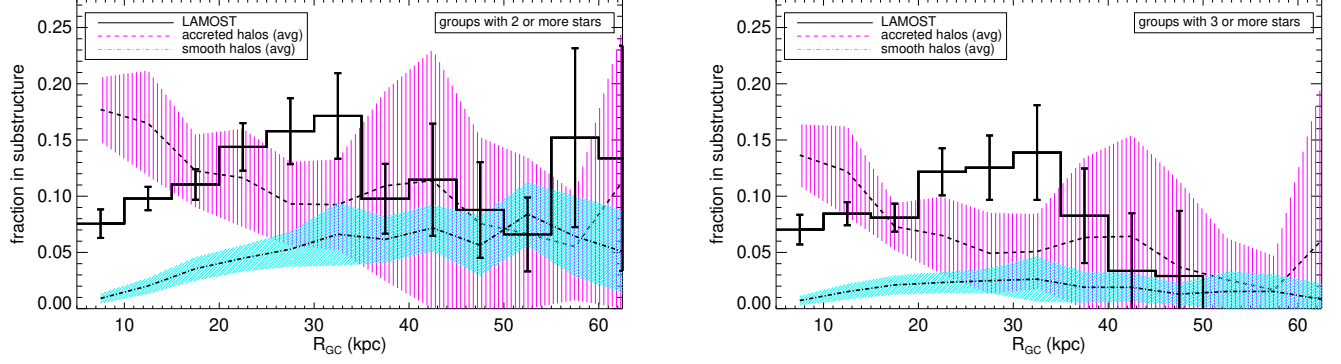 LAMOST
accreted halos (avg)
smooth halos (avg)
groups with 2 or more stars
fraction in substructure
0.25
0.20
0.15
0.10
0.05
0.00
10 20 30 40 50 60
R_GC (kpc)
LAMOST
accreted halos (avg)
smooth halos (avg)
groups with 3 or more stars
fraction in substructure
0.25
0.20
0.15
0.10
0.05
0.00
10 20 30 40 50 60
R_GC (kpc)